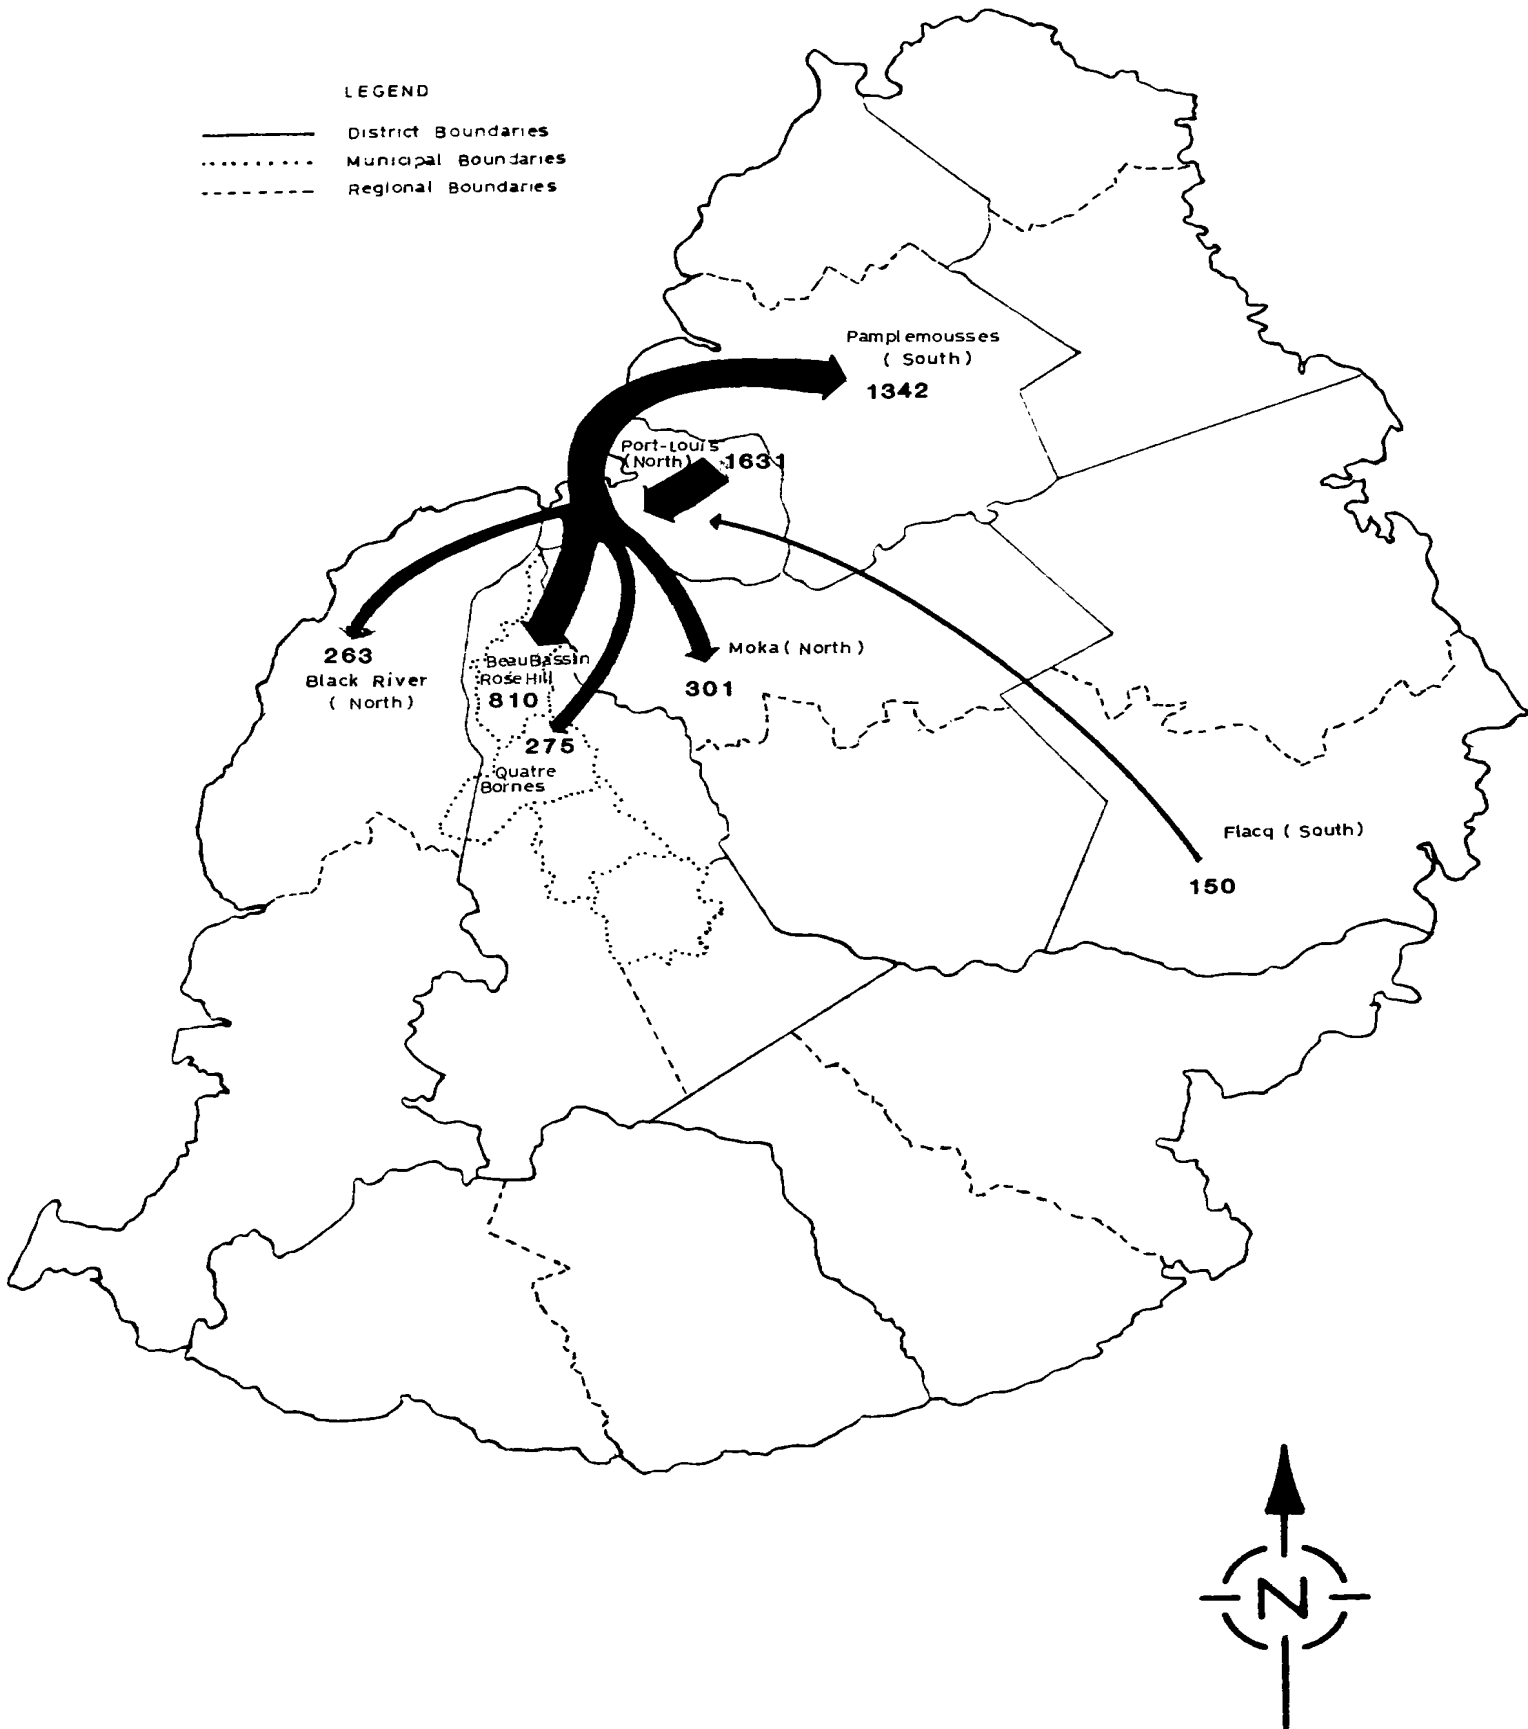 LEGEND
District Boundaries
Municipal Boundaries
Regional Boundaries
Pamplemousses
( South )
1342
Port-Louis
(North)
1631
Moka ( North )
301
263
Black River
( North )
Beau Bassin
Rose Hill
810
275
Quatre
Bornes
Flacq ( South )
150
N